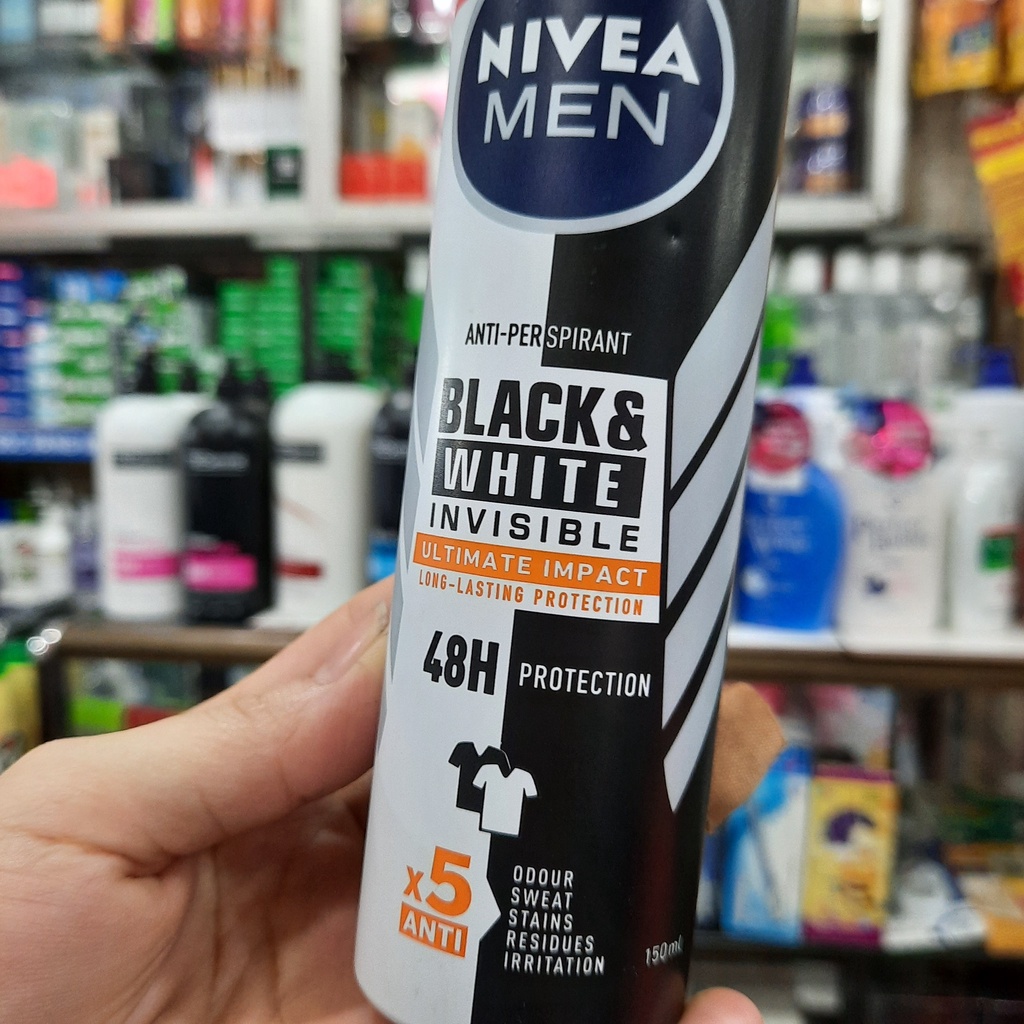 NIVEA
MEN
ANTI-PERSPIRANT
BLACK&
WHITE
INVISIBLE
ULTIMATE IMPACT
LONG-LASTING PROTECTION
48H PROTECTION
x5
ANTI
ODOUR
SWEAT
STAINS
RESIDUES
IRRITATION
150ml